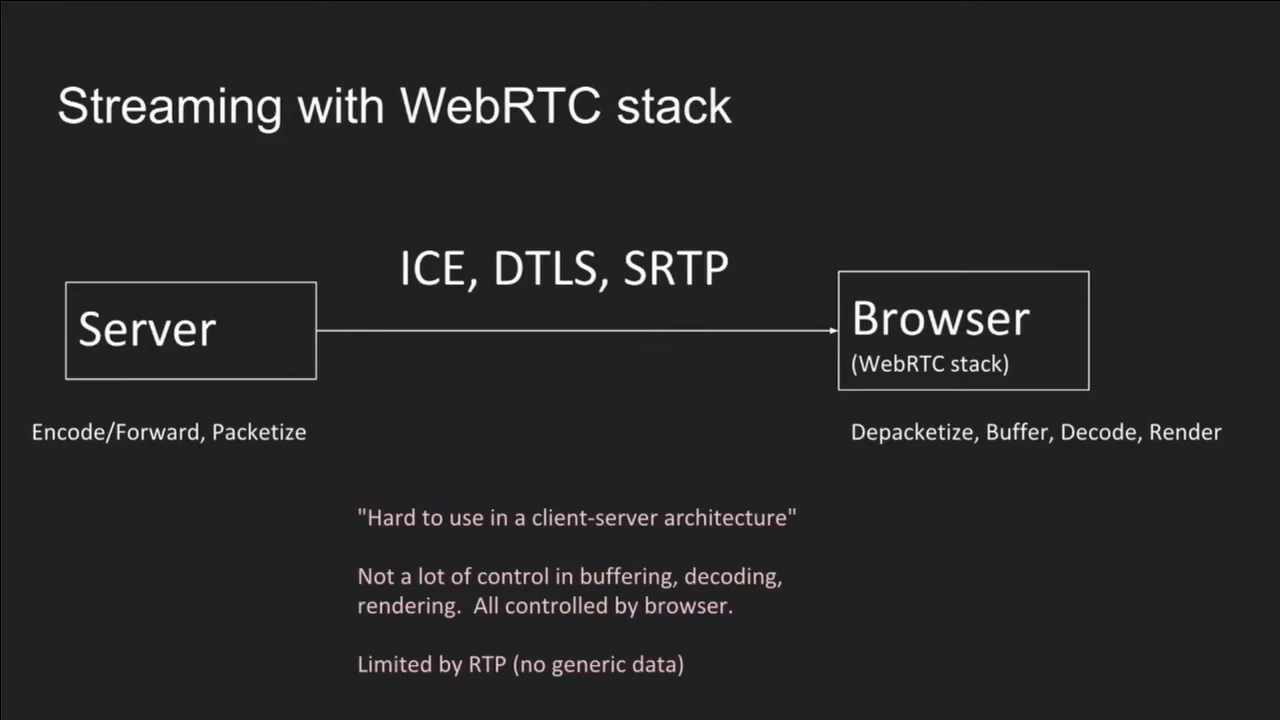 Streaming with WebRTC stack
ICE, DTLS, SRTP
Server
Browser
(WebRTC stack)
Encode/Forward, Packetize
Depacketize, Buffer, Decode, Render
"Hard to use in a client-server architecture"
Not a lot of control in buffering, decoding,
rendering.  All controlled by browser.
Limited by RTP (no generic data)